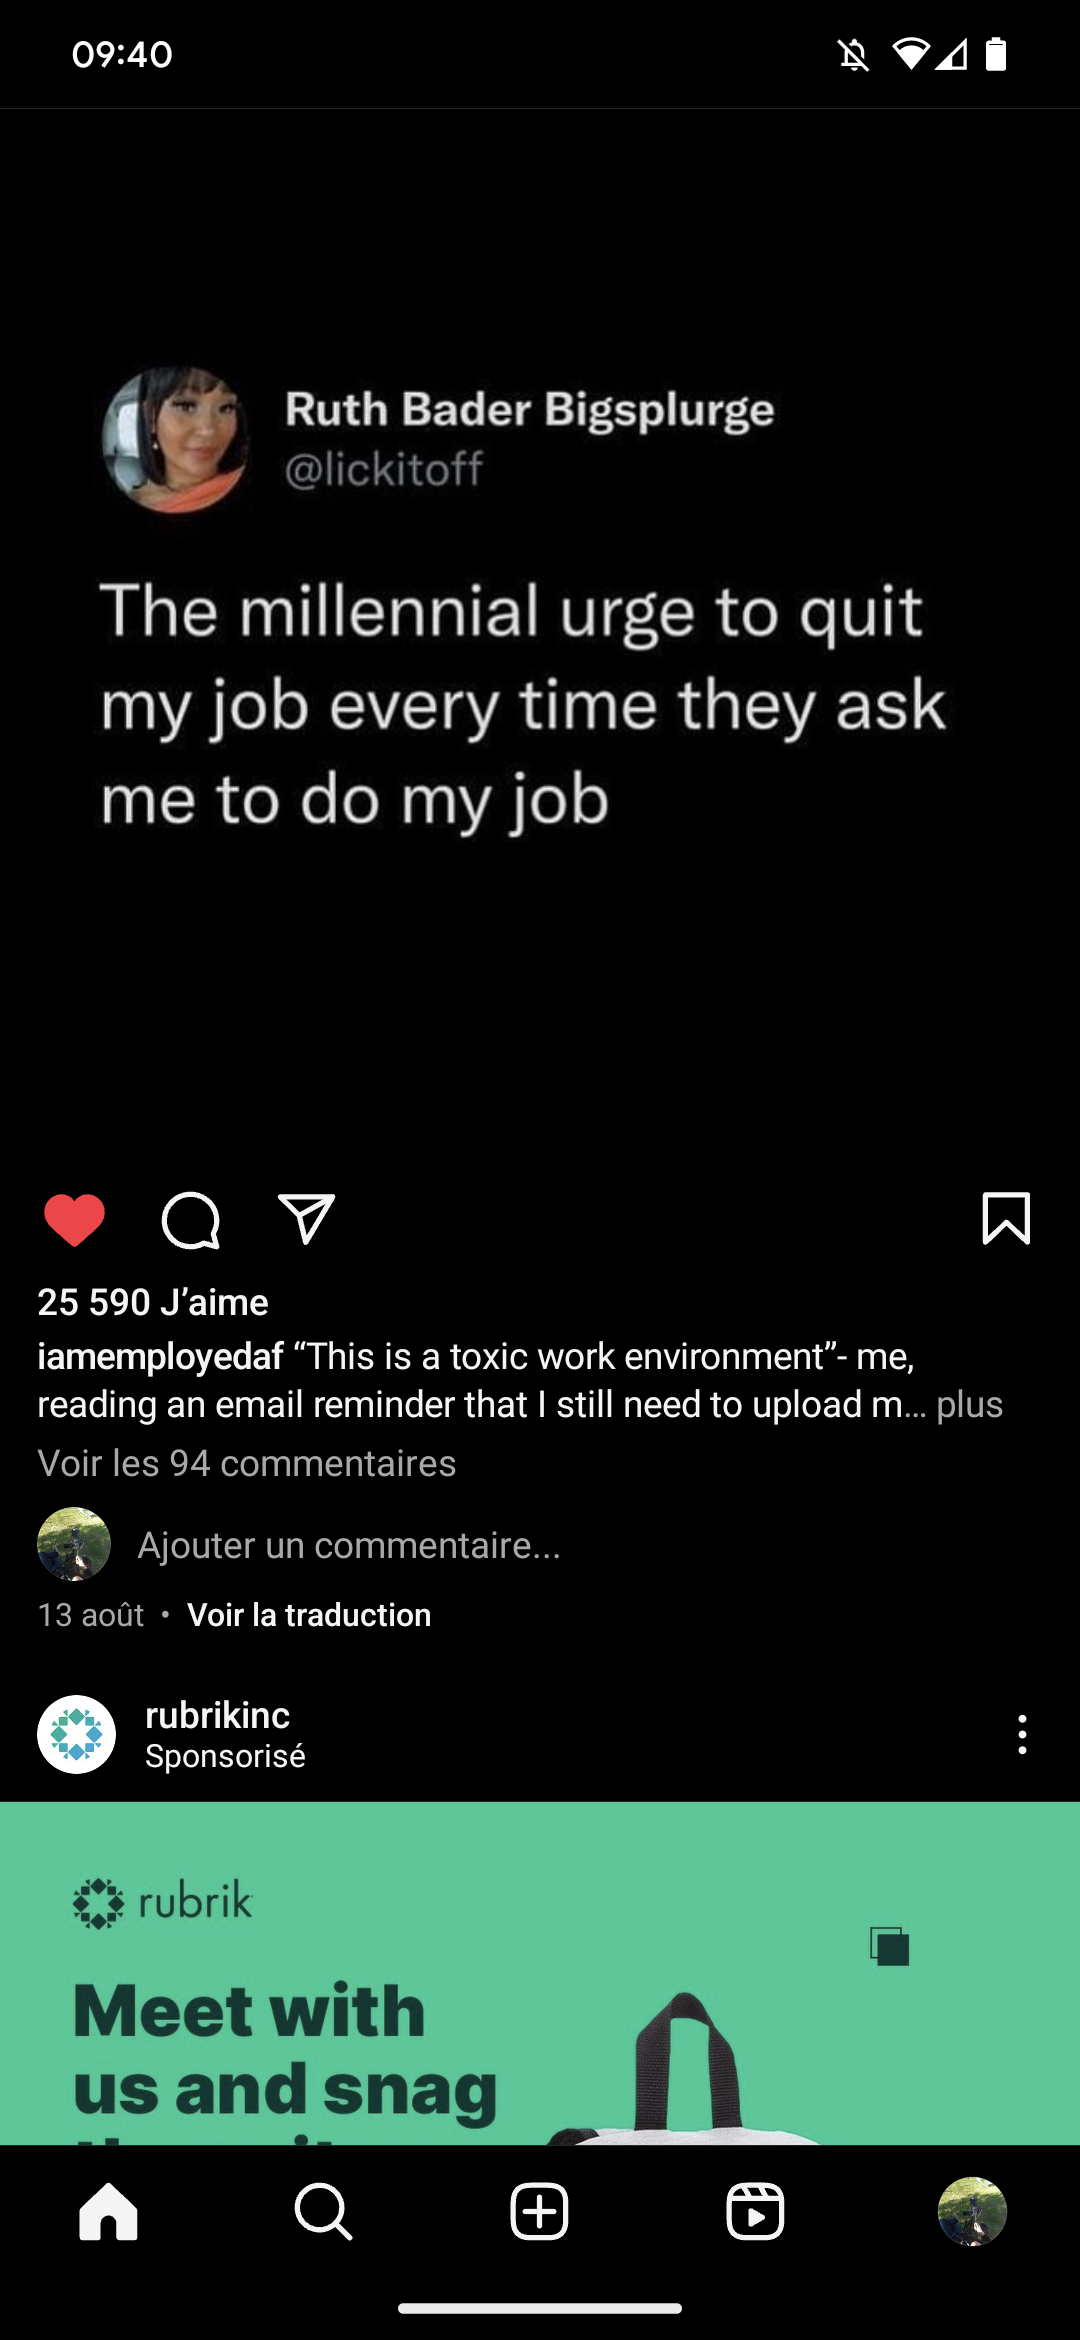 09:40
Ruth Bader Bigsplurge
@lickitoff
The millennial urge to quit
my job every time they ask
me to do my job
25 590 J’aime
iamemployedaf “This is a toxic work environment”- me,
reading an email reminder that I still need to upload m... plus
Voir les 94 commentaires
Ajouter un commentaire...
13 août • Voir la traduction
rubrikinc
Sponsorisé
rubrik
Meet with
us and snag